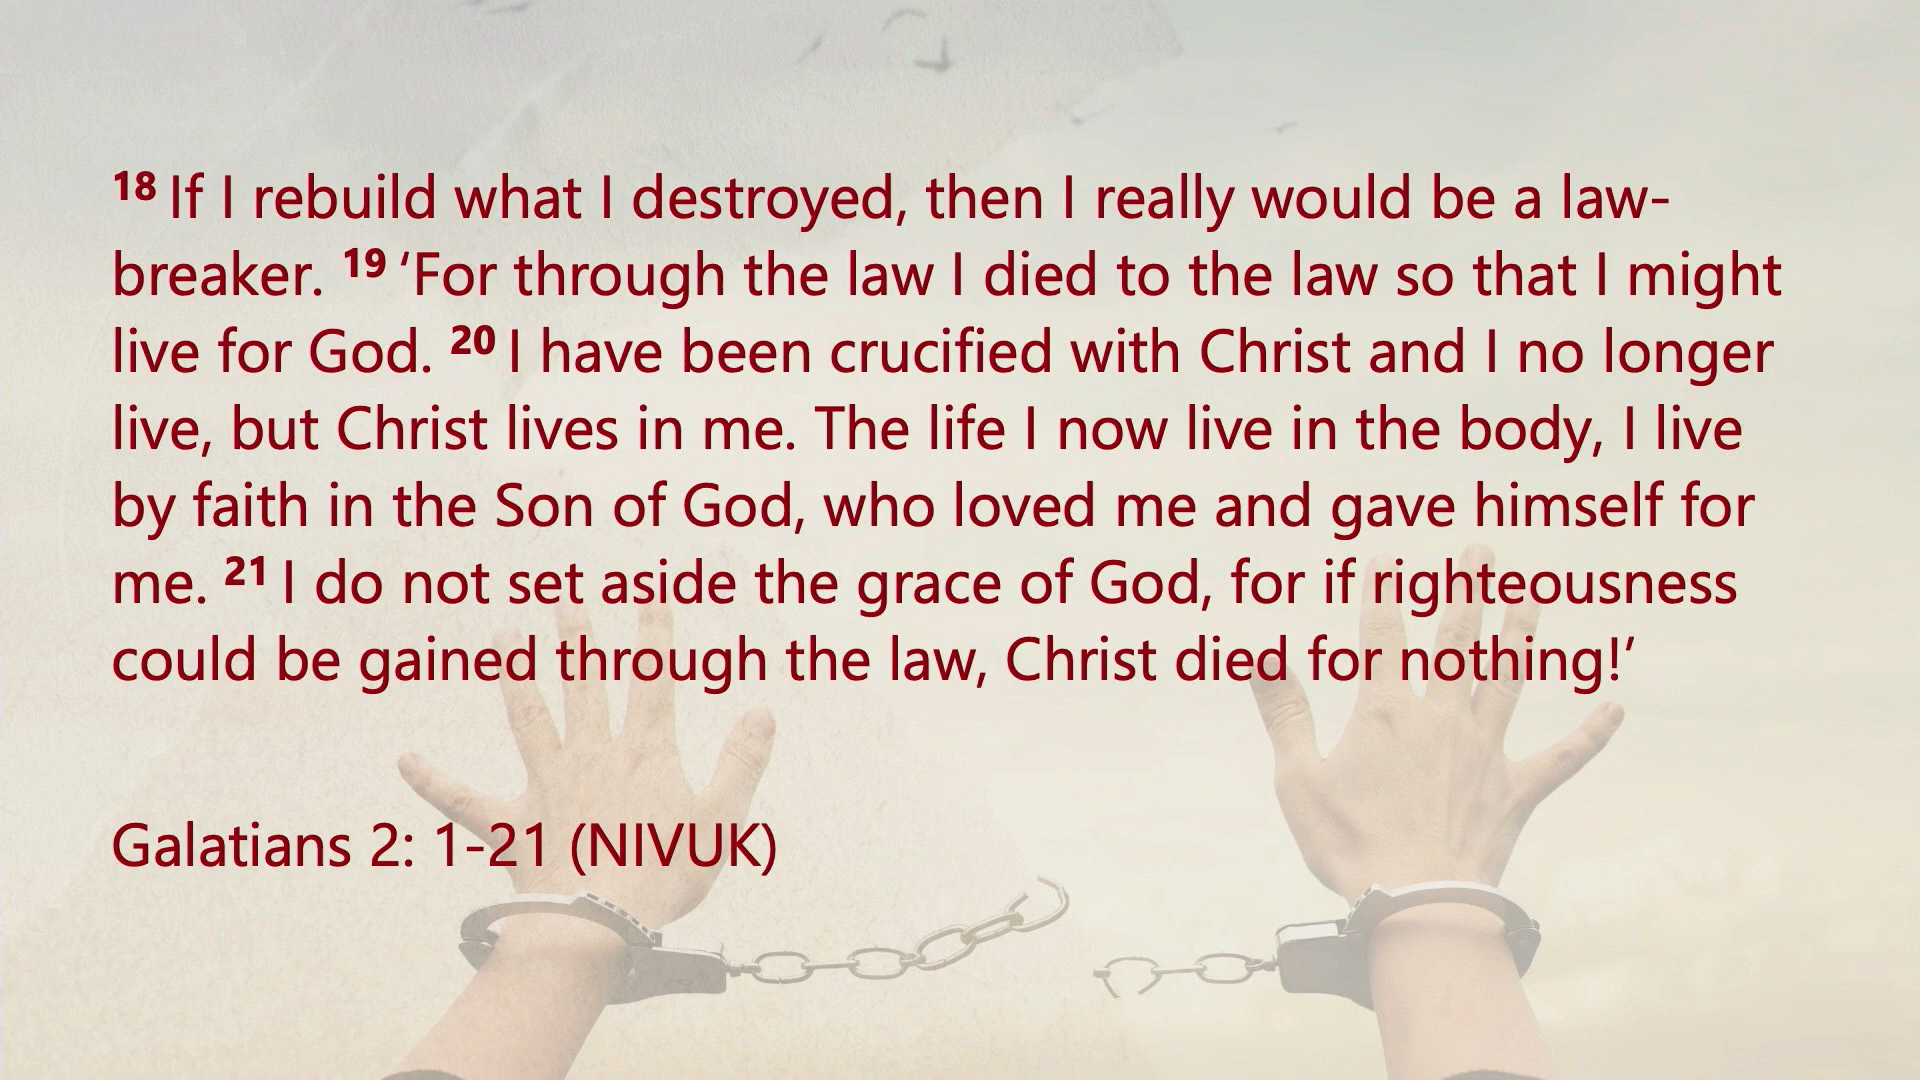 18 If I rebuild what I destroyed, then I really would be a law-
breaker. 19 ‘For through the law I died to the law so that I might
live for God. 20 I have been crucified with Christ and I no longer
live, but Christ lives in me. The life I now live in the body, I live
by faith in the Son of God, who loved me and gave himself for
me. 21 I do not set aside the grace of God, for if righteousness
could be gained through the law, Christ died for nothing!’
Galatians 2: 1-21 (NIVUK)